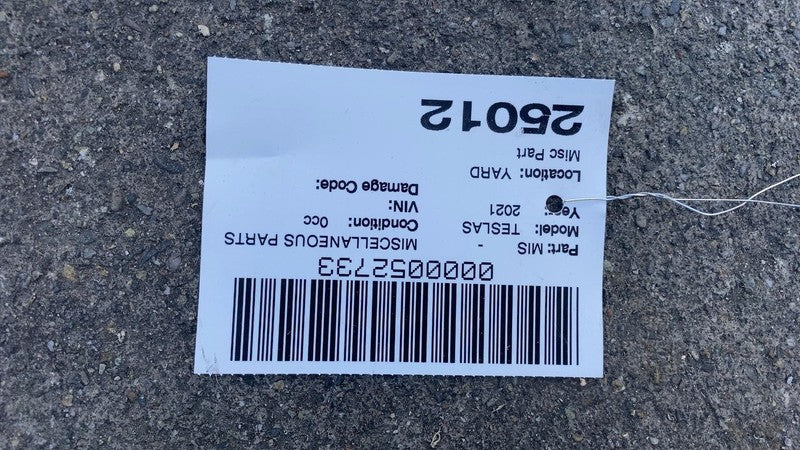 0000052733
Part: MIS - MISCELLANEOUS PARTS
Model: TESLAS Condition: 0cc
Year: 2021 VIN:
Damage Code:
Location: YARD
Misc Part
25012